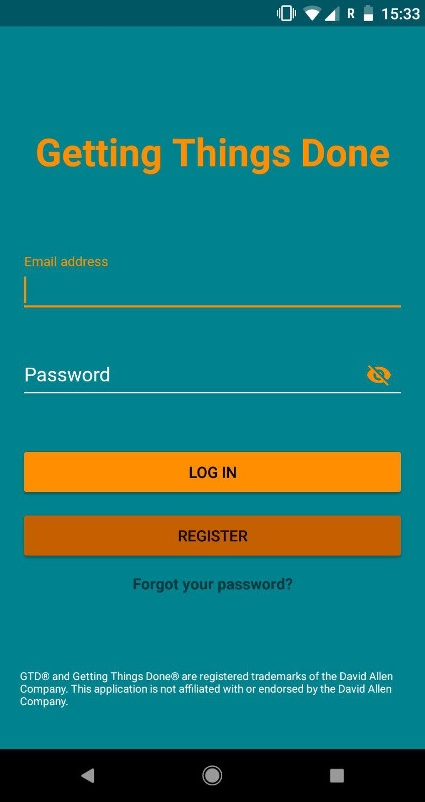 R 15:33
Getting Things Done
Email address
Password
LOG IN
REGISTER
Forgot your password?
GTD® and Getting Things Done® are registered trademarks of the David Allen
Company. This application is not affiliated with or endorsed by the David Allen
Company.